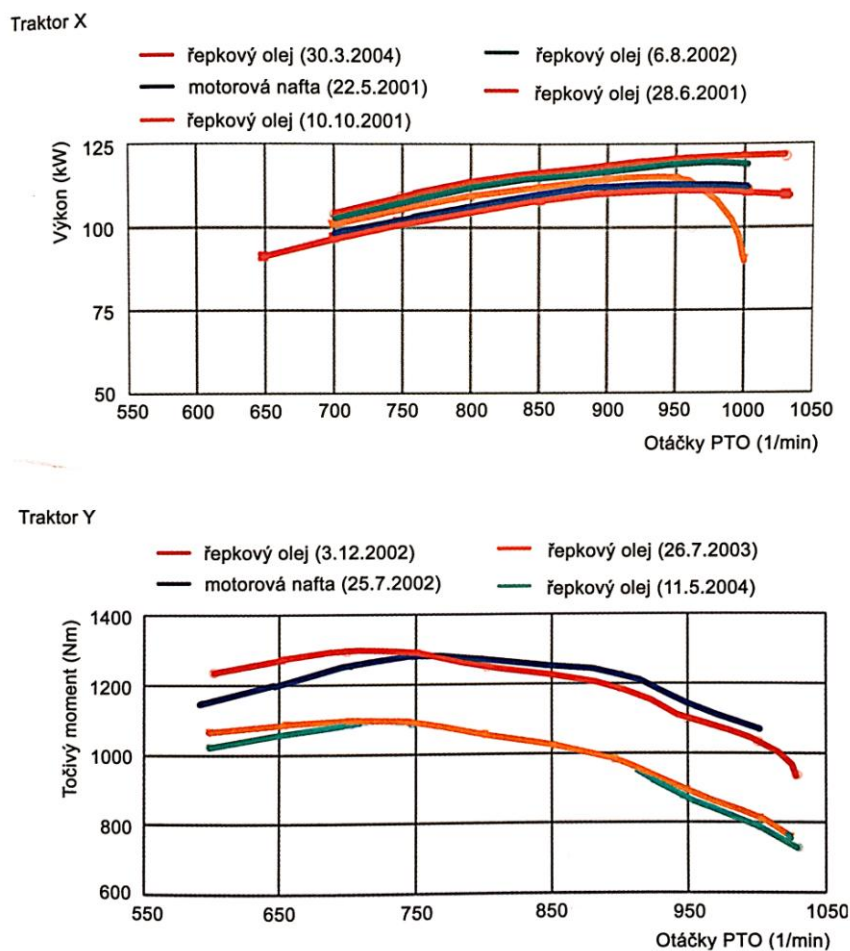 Traktor X
řepkový olej (30.3.2004)
řepkový olej (6.8.2002)
motorová nafta (22.5.2001)
řepkový olej (28.6.2001)
řepkový olej (10.10.2001)
Výkon (kW)
125
100
75
50
550 600 650 700 750 800 850 900 950 1000 1050
Otáčky PTO (1/min)
Traktor Y
řepkový olej (3.12.2002)
řepkový olej (26.7.2003)
motorová nafta (25.7.2002)
řepkový olej (11.5.2004)
Točivý moment (Nm)
1400
1200
1000
800
600
550 650 750 850 950 1050
Otáčky PTO (1/min)